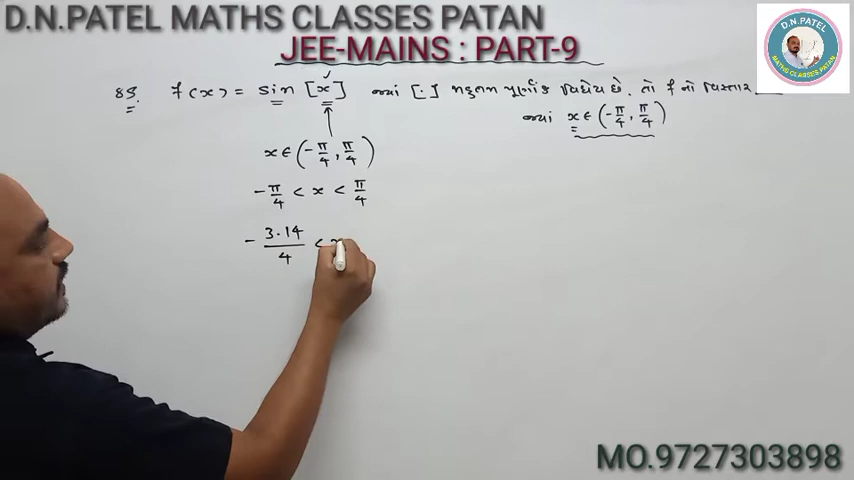 D.N.PATEL MATHS CLASSES PATAN
JEE-MAINS : PART-9
D.N.PATEL
MATHS CLASSES PATAN
85. f(x) = sin [x] જ્યાં [·] મહત્તમ પૂર્ણાંક વિધેય છે. તો f નો વિસ્તાર ___
જ્યાં x ∈ (-π/4, π/4)
x ∈ (-π/4, π/4)
-π/4 < x < π/4
- 3.14/4 < x
MO.9727303898